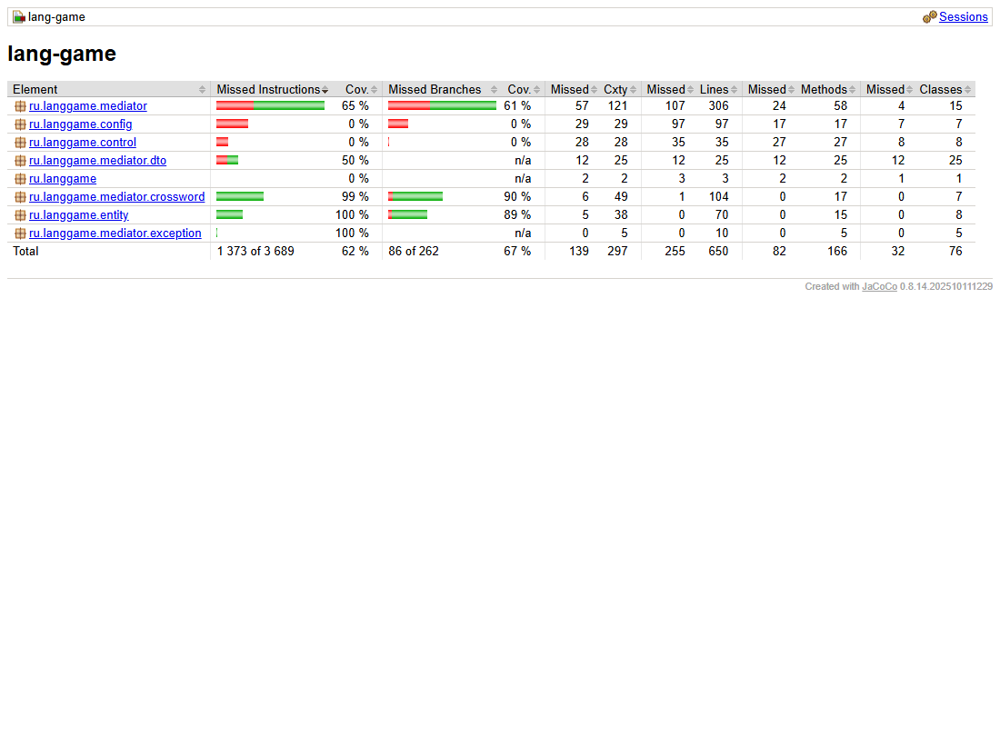 lang-game Sessions
lang-game
Element Missed Instructions Cov. Missed Branches Cov. Missed Cxty Missed Lines Missed Methods Missed Classes
ru.langgame.mediator 65 % 61 % 57 121 107 306 24 58 4 15
ru.langgame.config 0 % 0 % 29 29 97 97 17 17 7 7
ru.langgame.control 0 % 0 % 28 28 35 35 27 27 8 8
ru.langgame.mediator.dto 50 % n/a 12 25 12 25 12 25 12 25
ru.langgame 0 % n/a 2 2 3 3 2 2 1 1
ru.langgame.mediator.crossword 99 % 90 % 6 49 1 104 0 17 0 7
ru.langgame.entity 100 % 89 % 5 38 0 70 0 15 0 8
ru.langgame.mediator.exception 100 % n/a 0 5 0 10 0 5 0 5
Total 1 373 of 3 689 62 % 86 of 262 67 % 139 297 255 650 82 166 32 76
Created with JaCoCo 0.8.14.202510111229